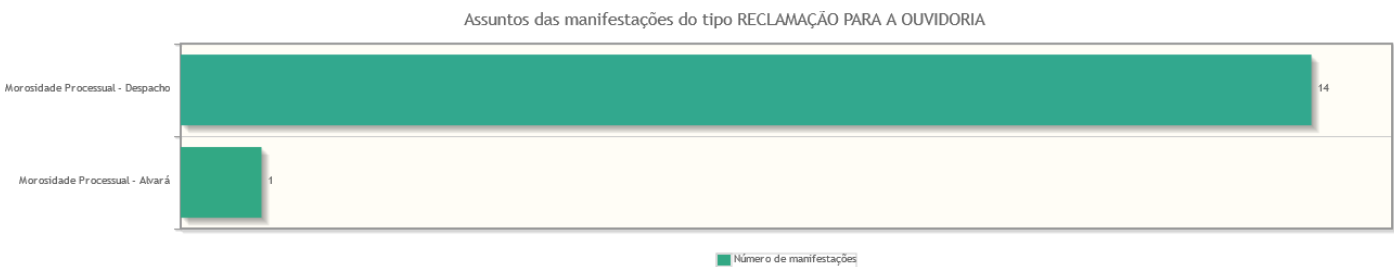 Assuntos das manifestações do tipo RECLAMAÇÃO PARA A OUVIDORIA
Morosidade Processual - Despacho
14
Morosidade Processual - Alvará
1
Número de manifestações